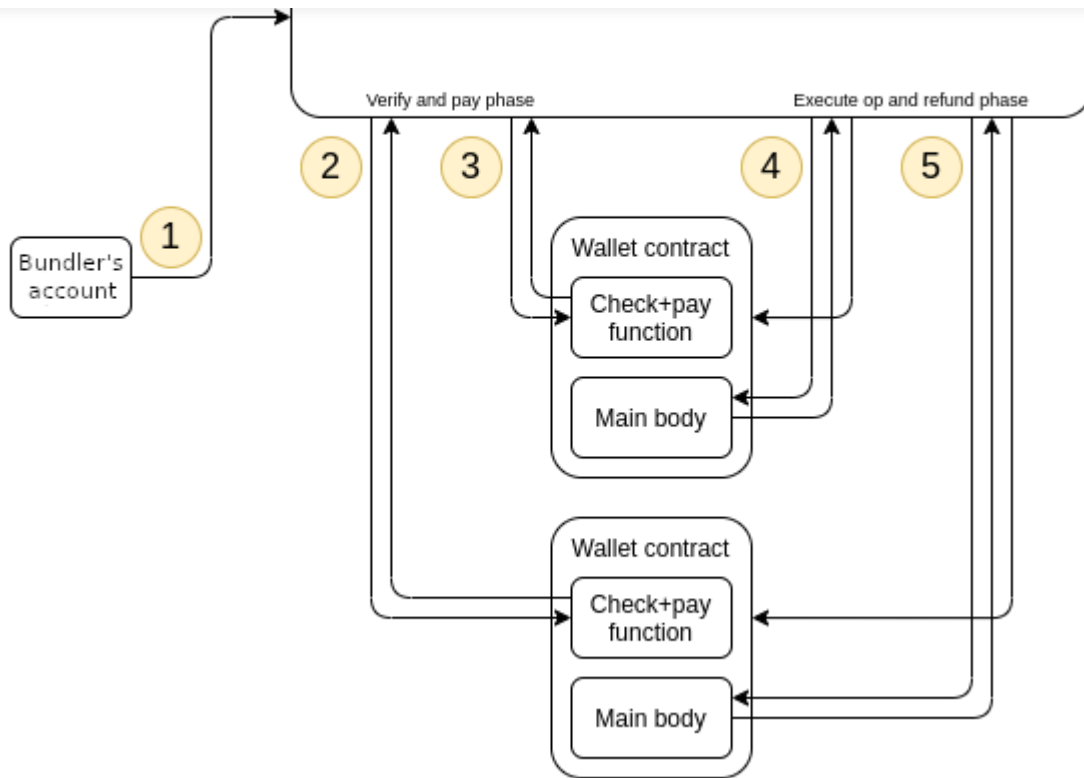 Verify and pay phase
Execute op and refund phase
2
3
4
5
1
Bundler's
account
Wallet contract
Check+pay
function
Main body
Wallet contract
Check+pay
function
Main body